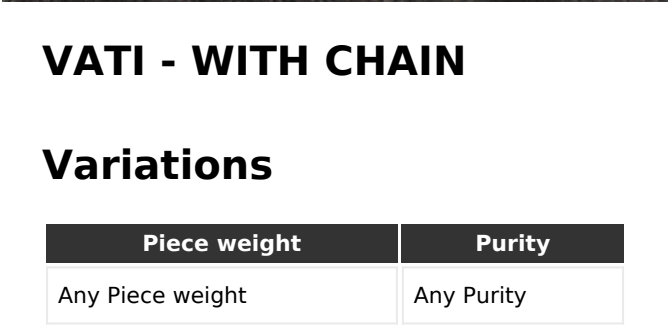 VATI - WITH CHAIN
Variations
Piece weight Purity
Any Piece weight Any Purity